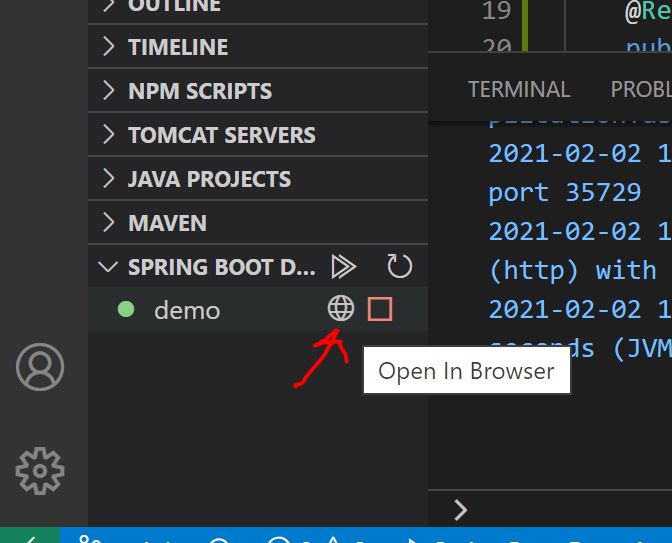 OUTLINE
TIMELINE
NPM SCRIPTS
TOMCAT SERVERS
JAVA PROJECTS
MAVEN
SPRING BOOT D...
demo
Open In Browser
19
@Re
20
pub
TERMINAL
PROBL
2021-02-02 1
port 35729
2021-02-02 1
(http) with
2021-02-02 1
seconds (JVM